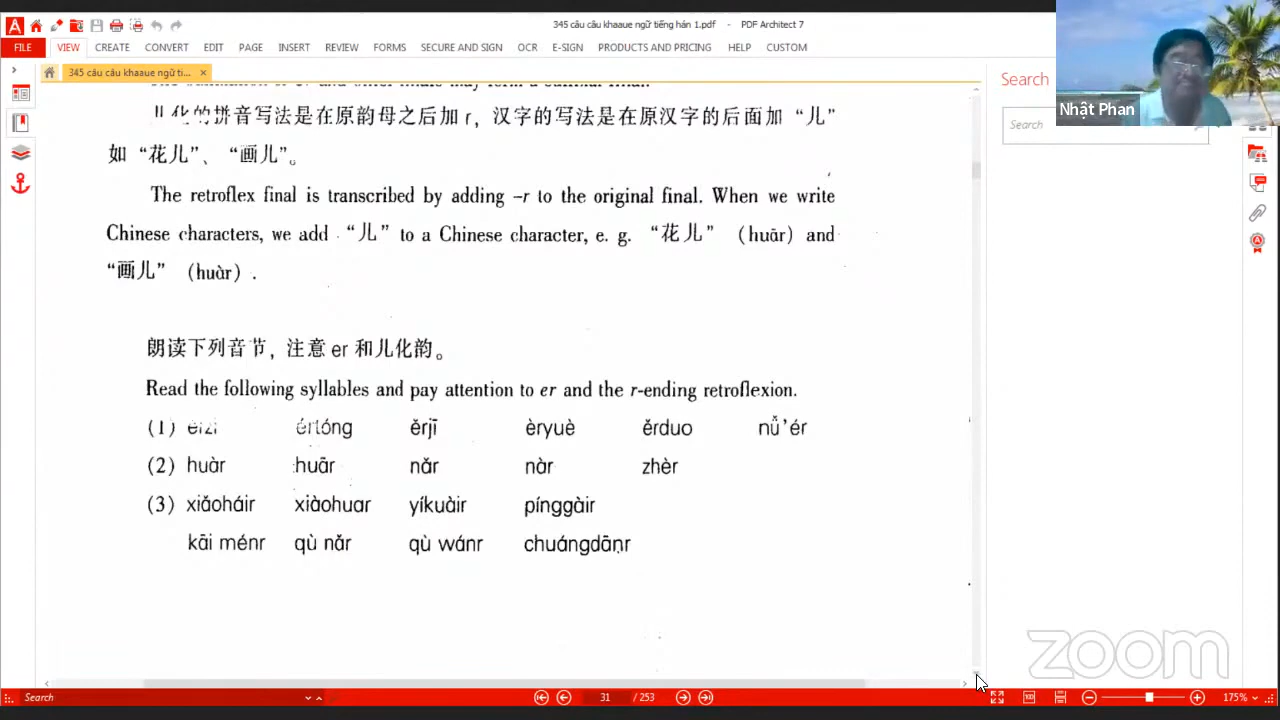 345 câu câu khaaue ngữ tiếng hán 1.pdf - PDF Architect 7
FILE VIEW CREATE CONVERT EDIT PAGE INSERT REVIEW FORMS SECURE AND SIGN OCR E-SIGN PRODUCTS AND PRICING HELP CUSTOM
345 câu câu khaaue ngữ ti... ×
Search
Nhật Phan
Search
儿化的拼音写法是在原韵母之后加 r，汉字的写法是在原汉字的后面加 “儿”
如 “花儿”、“画儿”。
The retroflex final is transcribed by adding –r to the original final. When we write
Chinese characters, we add “儿” to a Chinese character, e. g. “花儿” (huār) and
“画儿” (huàr) .
朗读下列音节，注意 er 和儿化韵。
Read the following syllables and pay attention to er and the r-ending retroflexion.
(1) érzi értóng ěrjī èryuè ěrduo nǚ’ér
(2) huàr huār nǎr nàr zhèr
(3) xiǎoháir xiàohuar yíkuàir pínggàir
kāi ménr qù nǎr qù wánr chuángdānr
zoom
Search 31 / 253 175%